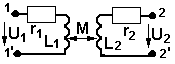 1 r₁ M r₂ 2
U₁ L₁ L₂ U₂
1' 2'